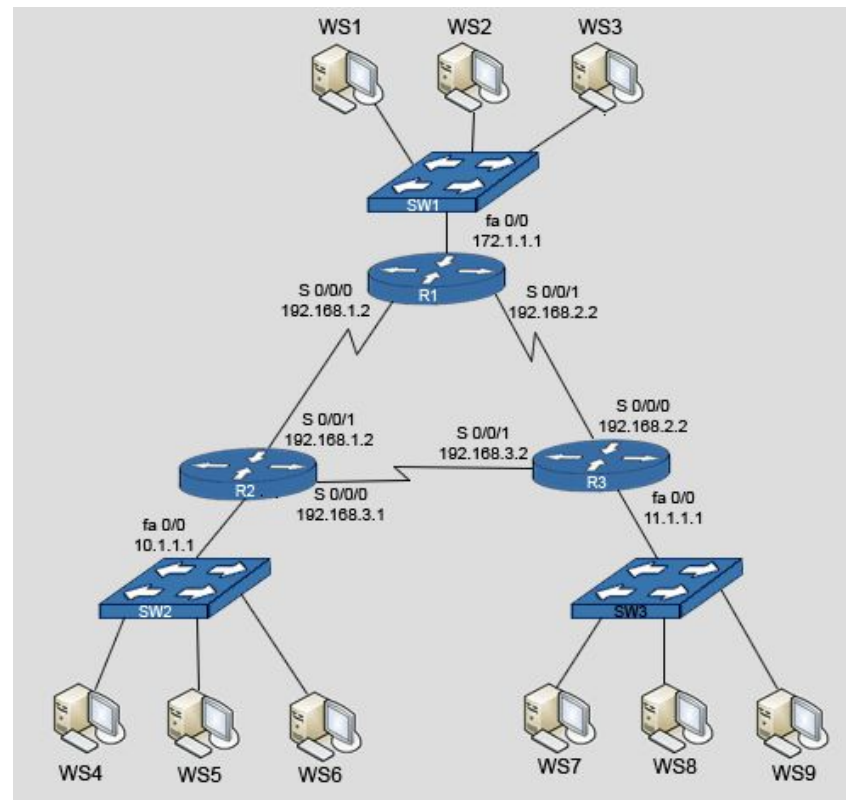 WS1
WS2
WS3
SW1
fa 0/0
172.1.1.1
R1
S 0/0/0
192.168.1.2
S 0/0/1
192.168.2.2
S 0/0/1
192.168.1.2
S 0/0/1
192.168.3.2
S 0/0/0
192.168.2.2
R2
S 0/0/0
192.168.3.1
R3
fa 0/0
10.1.1.1
fa 0/0
11.1.1.1
SW2
SW3
WS4
WS5
WS6
WS7
WS8
WS9